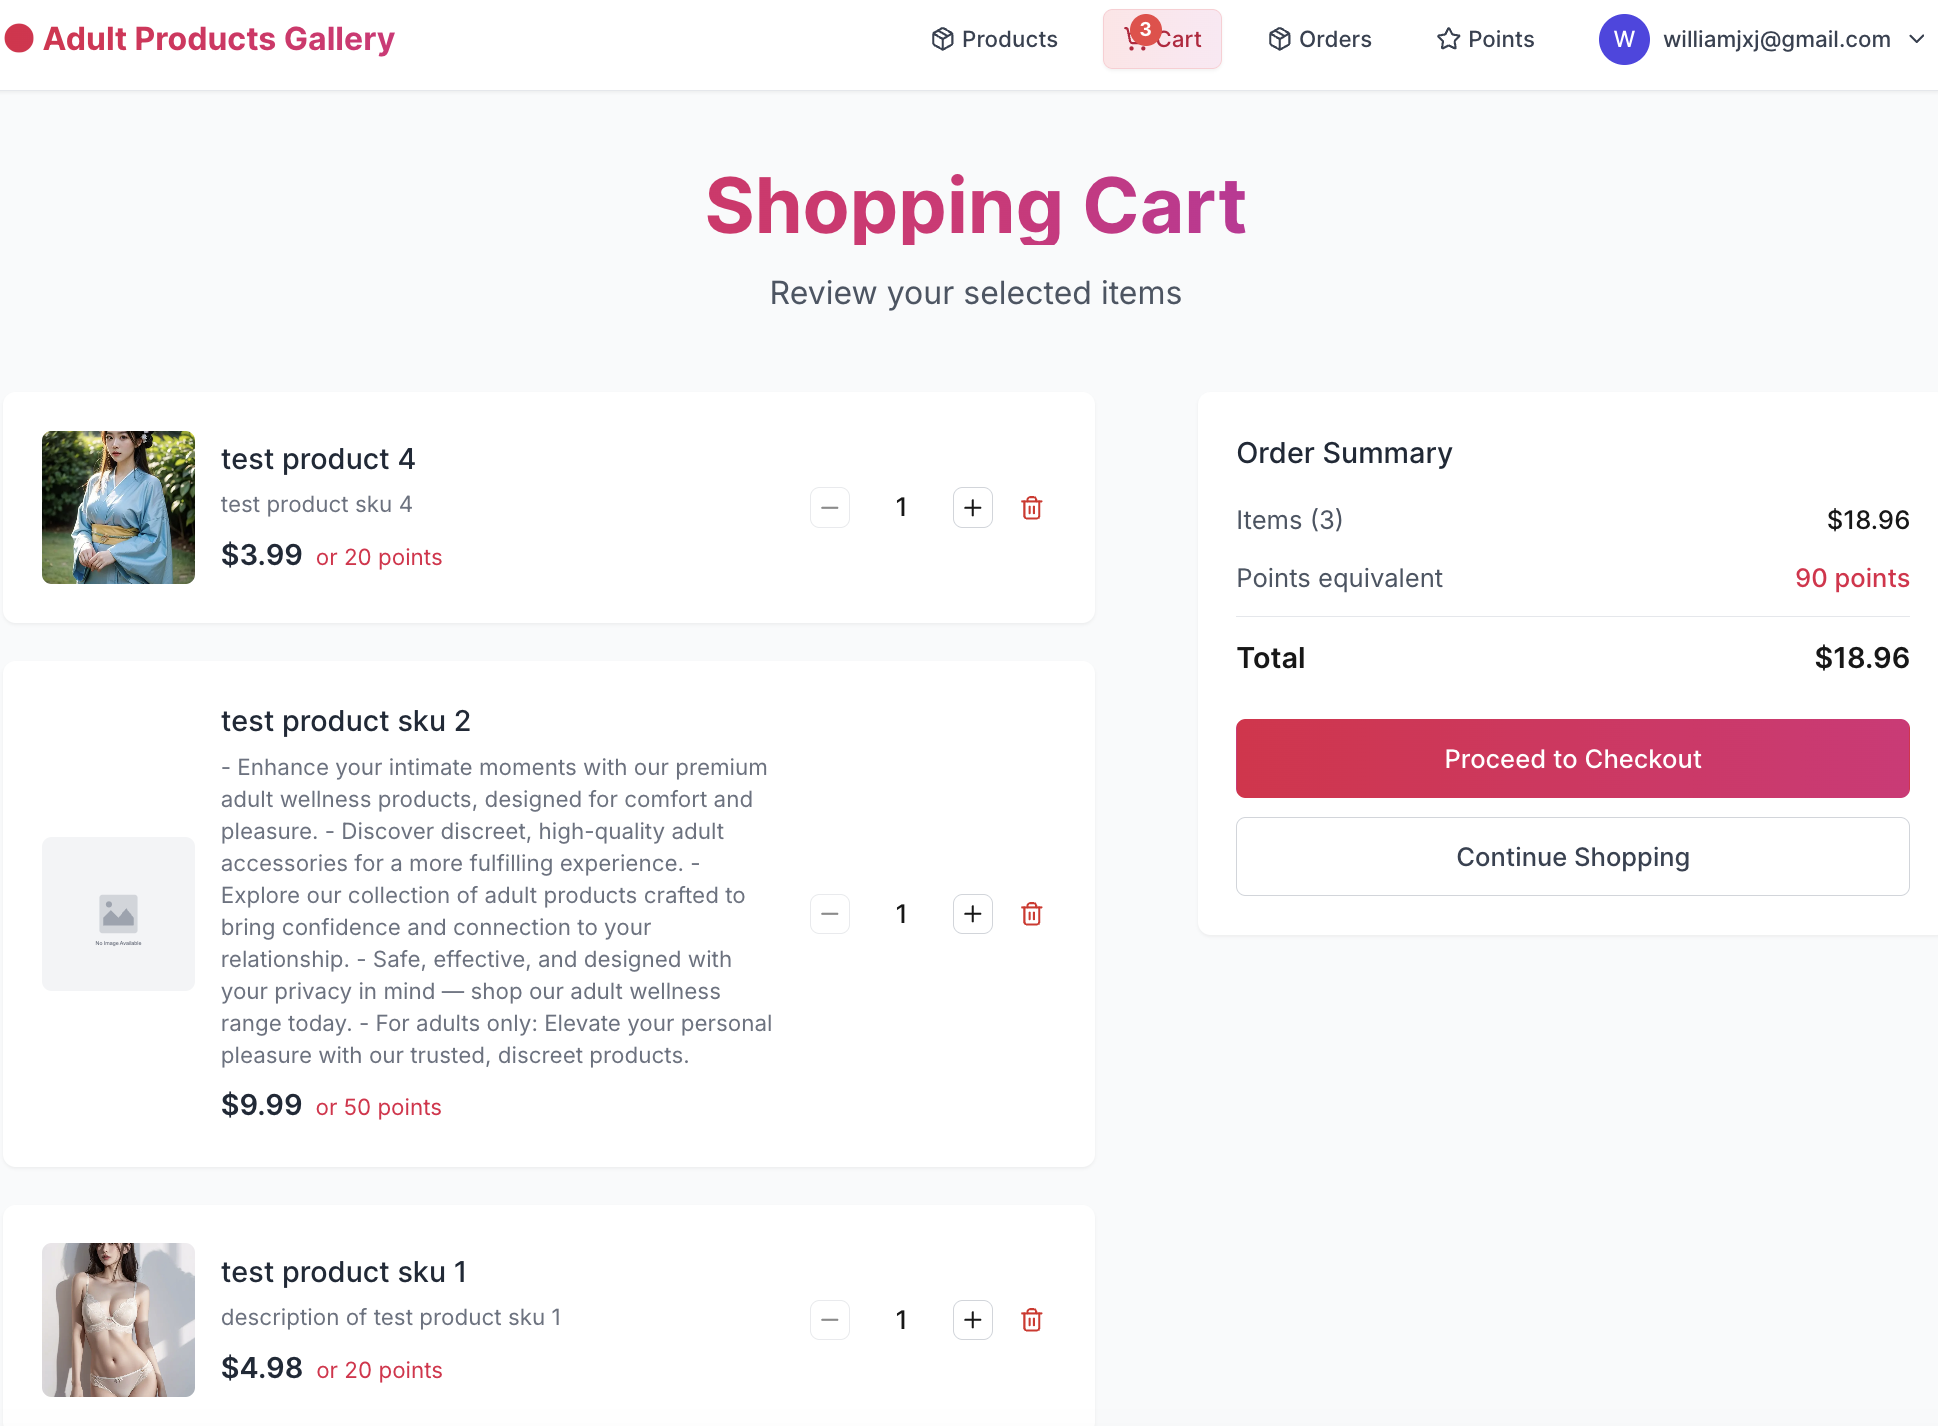 Adult Products Gallery
Products
3
Cart
Orders
Points
W
williamjxj@gmail.com
Shopping Cart
Review your selected items
test product 4
test product sku 4
$3.99 or 20 points
1
test product sku 2
- Enhance your intimate moments with our premium
adult wellness products, designed for comfort and
pleasure. - Discover discreet, high-quality adult
accessories for a more fulfilling experience. -
Explore our collection of adult products crafted to
bring confidence and connection to your
relationship. - Safe, effective, and designed with
your privacy in mind — shop our adult wellness
range today. - For adults only: Elevate your personal
pleasure with our trusted, discreet products.
$9.99 or 50 points
No Image Available
1
test product sku 1
description of test product sku 1
$4.98 or 20 points
1
Order Summary
Items (3) $18.96
Points equivalent 90 points
Total $18.96
Proceed to Checkout
Continue Shopping